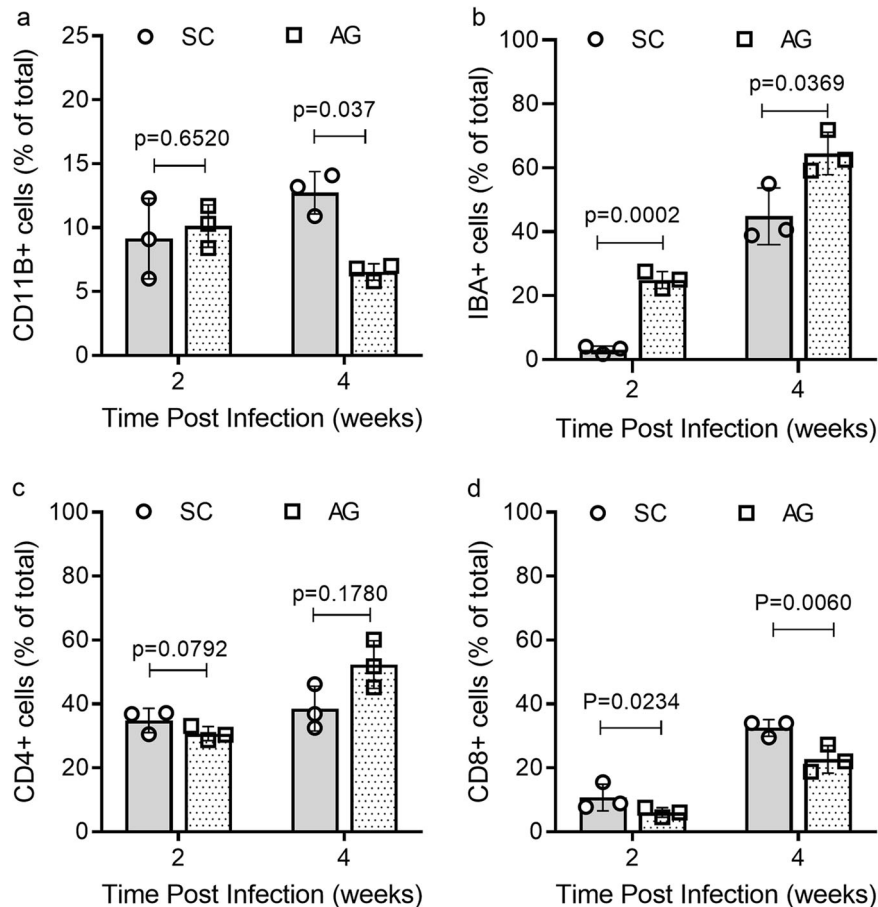 a
SC AG
CD11B+ cells (% of total)
25
20
15
10
5
0
p=0.6520
p=0.037
2 4
Time Post Infection (weeks)
b
SC AG
IBA+ cells (% of total)
100
80
60
40
20
0
p=0.0002
p=0.0369
2 4
Time Post Infection (weeks)
c
SC AG
CD4+ cells (% of total)
100
80
60
40
20
0
p=0.0792
p=0.1780
2 4
Time Post Infection (weeks)
d
SC AG
CD8+ cells (% of total)
100
80
60
40
20
0
P=0.0234
P=0.0060
2 4
Time Post Infection (weeks)